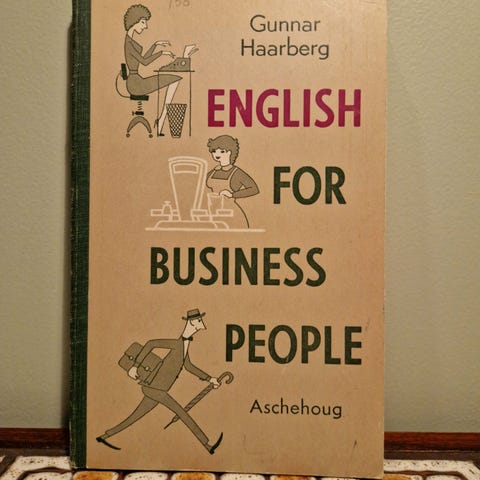 Gunnar
Haarberg
ENGLISH
FOR
BUSINESS
PEOPLE
Aschehoug